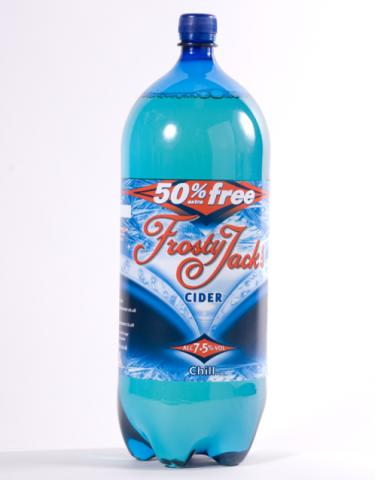 50% free
extra
Frosty Jack's
CIDER
ALC 7.5% VOL
Chill